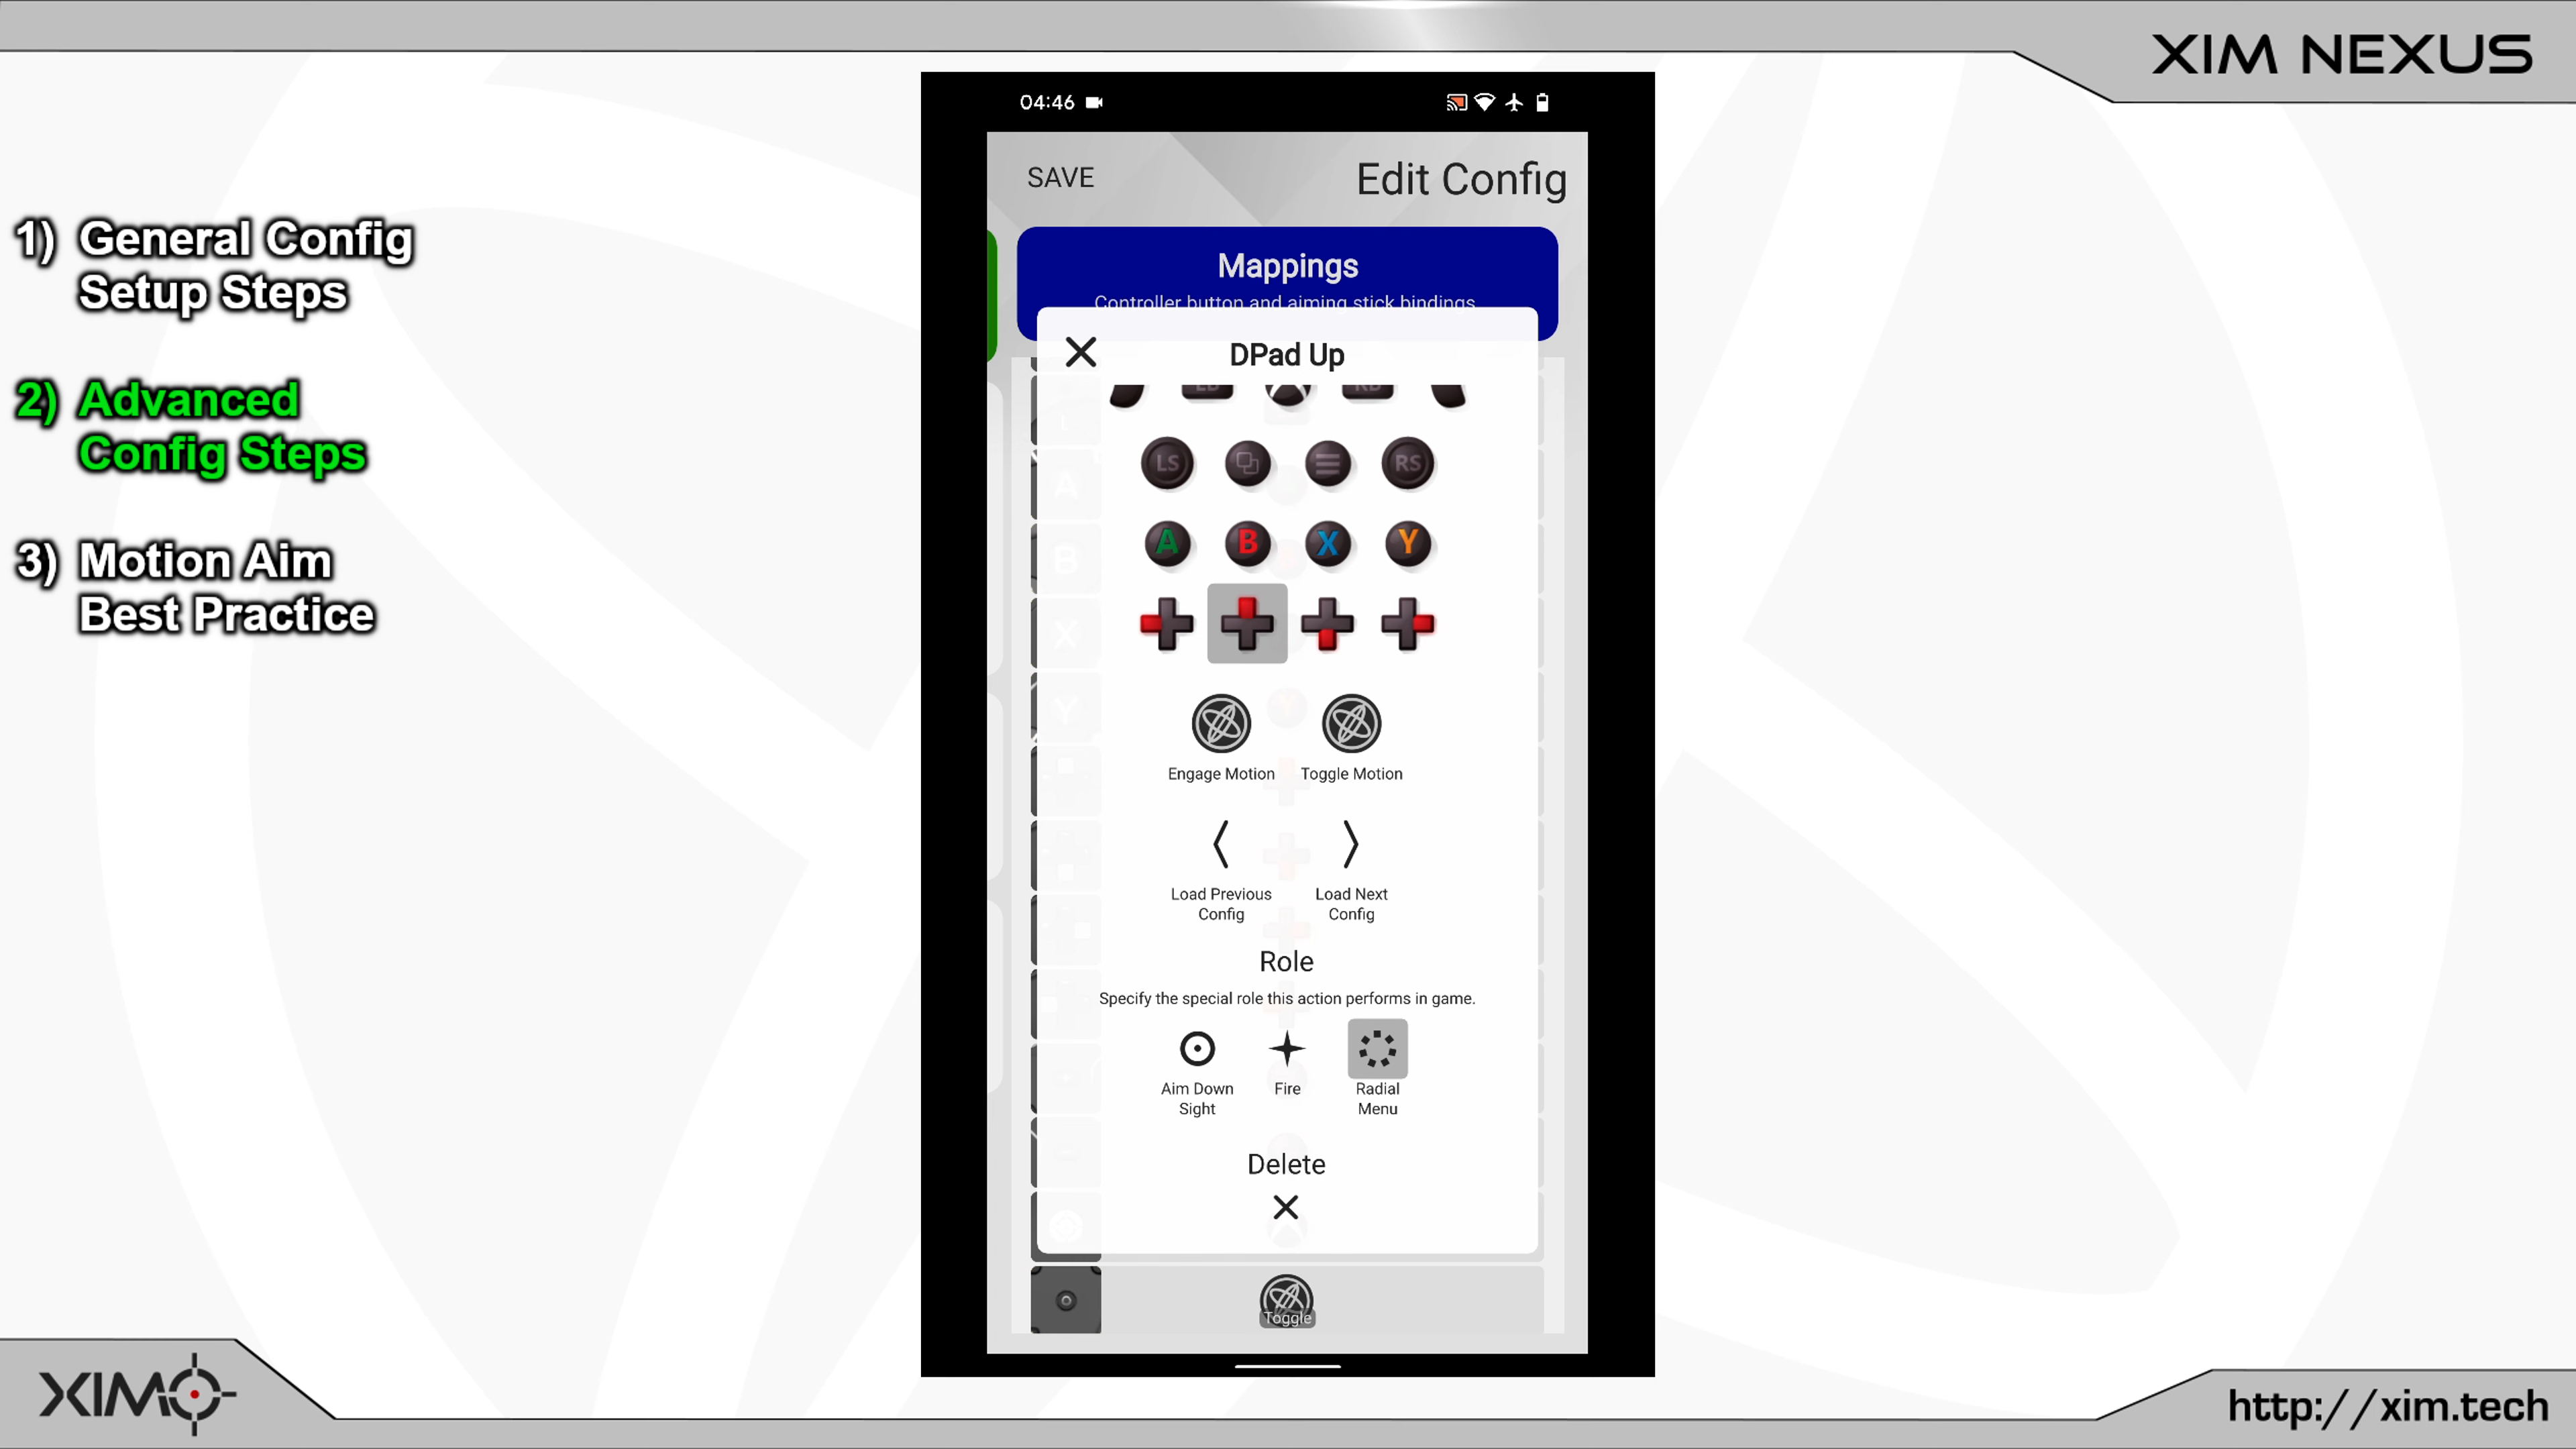 XIM NEXUS
04:46
SAVE
Edit Config
1) General Config
Setup Steps
Mappings
Controller button and aiming stick bindings
DPad Up
2) Advanced
Config Steps
LS
RS
A
B
X
Y
3) Motion Aim
Best Practice
A B X Y
Engage Motion
Toggle Motion
Load Previous
Config
Load Next
Config
Role
Specify the special role this action performs in game.
Aim Down
Sight
Fire
Radial
Menu
Delete
Toggle
XIM
http://xim.tech